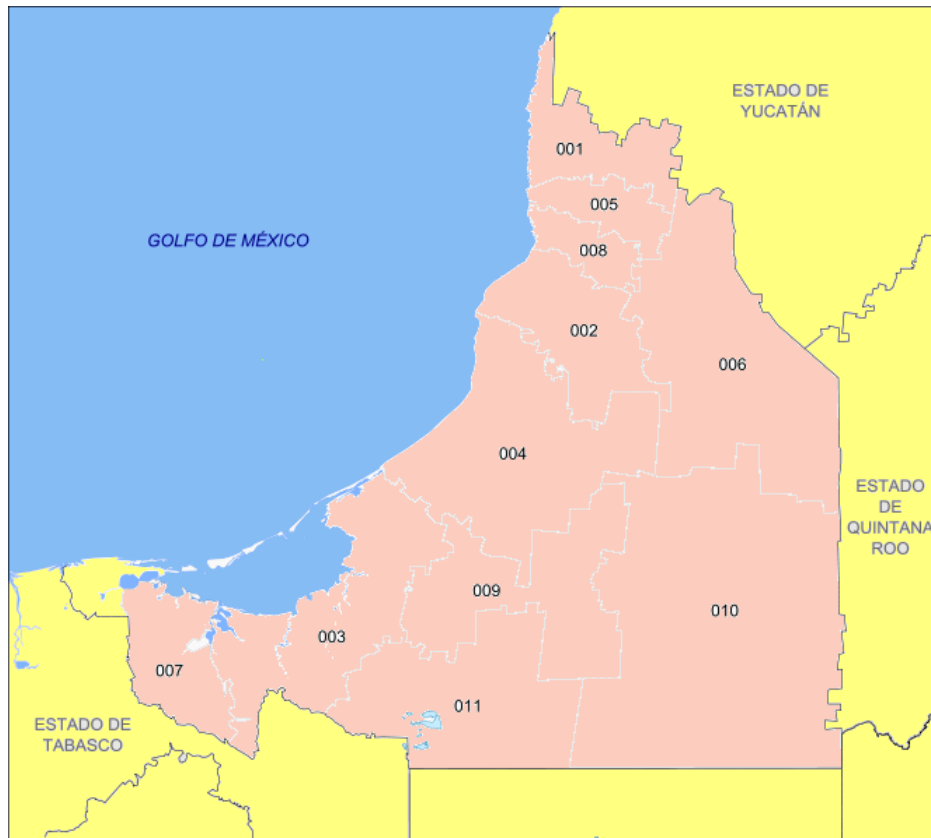 ESTADO DE
YUCATÁN
001
005
GOLFO DE MÉXICO
008
002
006
004
ESTADO
DE
QUINTANA
ROO
009
010
003
007
011
ESTADO DE
TABASCO